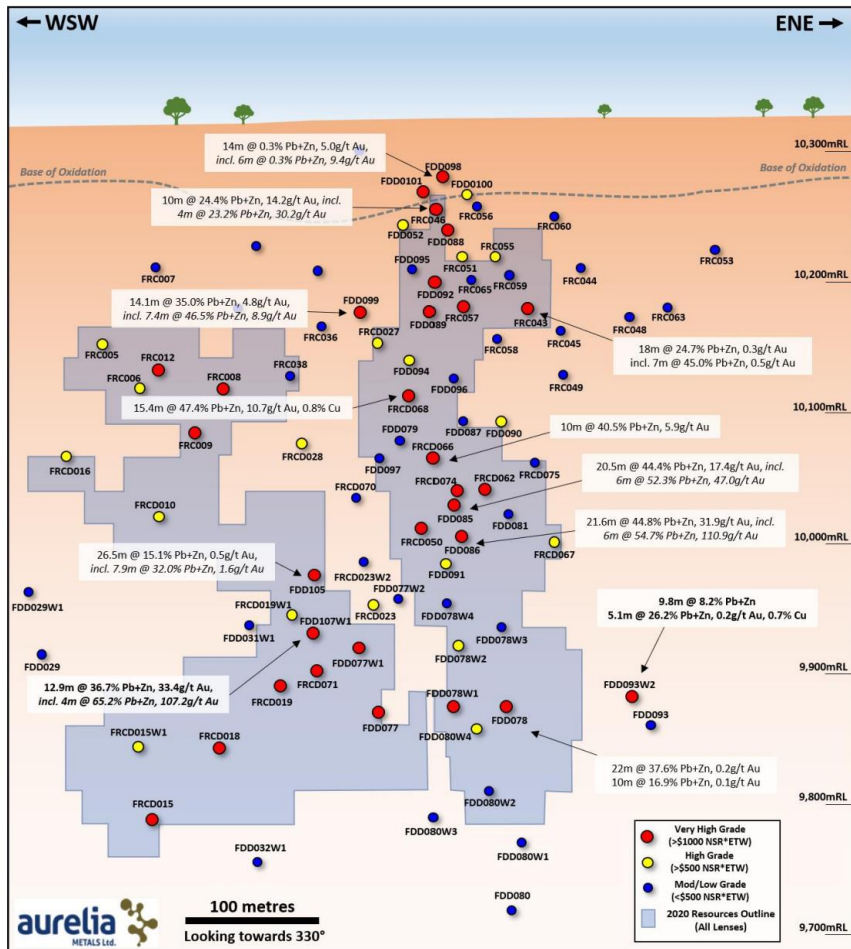 ← WSW
ENE →
14m @ 0.3% Pb+Zn, 5.0g/t Au,
incl. 6m @ 0.3% Pb+Zn, 9.4g/t Au
10,300mRL
Base of Oxidation
Base of Oxidation
FDD098
FDD0101
FDD0100
10m @ 24.4% Pb+Zn, 14.2g/t Au, incl.
4m @ 23.2% Pb+Zn, 30.2g/t Au
FRC046
FRC056
FDD052
FDD088
FRC060
FDD095
FRC051
FRC055
FRC053
FRC007
FDD092
FRC065
FRC059
FRC044
10,200mRL
14.1m @ 35.0% Pb+Zn, 4.8g/t Au,
incl. 7.4m @ 46.5% Pb+Zn, 8.9g/t Au
FDD099
FDD089
FRC057
FRC043
FRC048
FRC063
FRC036
FRCD027
FRC058
FRC045
FRC005
18m @ 24.7% Pb+Zn, 0.3g/t Au
incl. 7m @ 45.0% Pb+Zn, 0.5g/t Au
FRC012
FRC038
FDD094
FRC006
FRC008
FDD096
FRC049
15.4m @ 47.4% Pb+Zn, 10.7g/t Au, 0.8% Cu
FRCD068
10,100mRL
FRC009
FDD079
FDD087
FDD090
10m @ 40.5% Pb+Zn, 5.9g/t Au
FRCD028
FRCD066
FRCD016
FDD097
FRCD074
FRCD062
FRCD075
20.5m @ 44.4% Pb+Zn, 17.4g/t Au, incl.
6m @ 52.3% Pb+Zn, 47.0g/t Au
FRCD010
FRCD070
FDD085
FDD081
21.6m @ 44.8% Pb+Zn, 31.9g/t Au, incl.
6m @ 54.7% Pb+Zn, 110.9g/t Au
10,000mRL
FRCD050
FDD086
FRCD067
26.5m @ 15.1% Pb+Zn, 0.5g/t Au,
incl. 7.9m @ 32.0% Pb+Zn, 1.6g/t Au
FRCD023W2
FDD091
FDD105
FDD077W2
FDD029W1
FRCD019W1
FRCD023
FDD078W4
9.8m @ 8.2% Pb+Zn
5.1m @ 26.2% Pb+Zn, 0.2g/t Au, 0.7% Cu
FDD107W1
FDD031W1
FDD078W3
FDD029
FDD077W1
FDD078W2
9,900mRL
12.9m @ 36.7% Pb+Zn, 33.4g/t Au,
incl. 4m @ 65.2% Pb+Zn, 107.2g/t Au
FRCD071
FRCD019
FDD093W2
FDD078W1
FDD078
FDD093
FDD077
FDD080W4
FRCD015W1
FRCD018
22m @ 37.6% Pb+Zn, 0.2g/t Au
10m @ 16.9% Pb+Zn, 0.1g/t Au
FDD080W2
9,800mRL
FRCD015
FDD080W3
FDD032W1
FDD080W1
FDD080
Very High Grade
(>$1000 NSR*ETW)
High Grade
(>$500 NSR*ETW)
Mod/Low Grade
(<$500 NSR*ETW)
2020 Resources Outline
(All Lenses)
aurelia
METALS Ltd.
100 metres
Looking towards 330°
9,700mRL